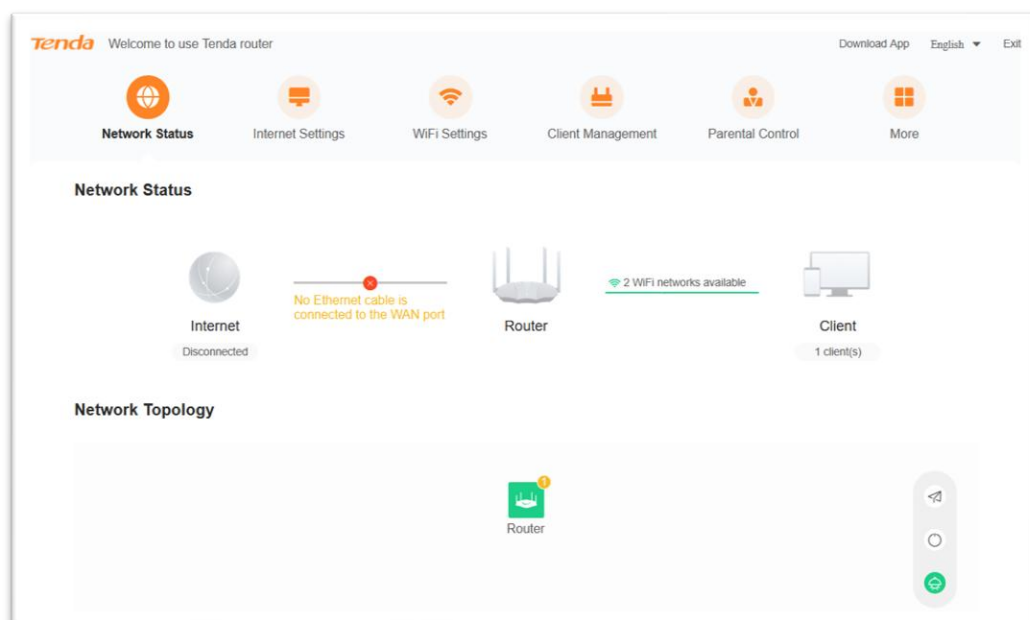 Tenda Welcome to use Tenda router
Download App English Exit
Network Status Internet Settings WiFi Settings Client Management Parental Control More
Network Status
No Ethernet cable is
connected to the WAN port
2 WiFi networks available
Internet Router Client
Disconnected 1 client(s)
Network Topology
1
Router